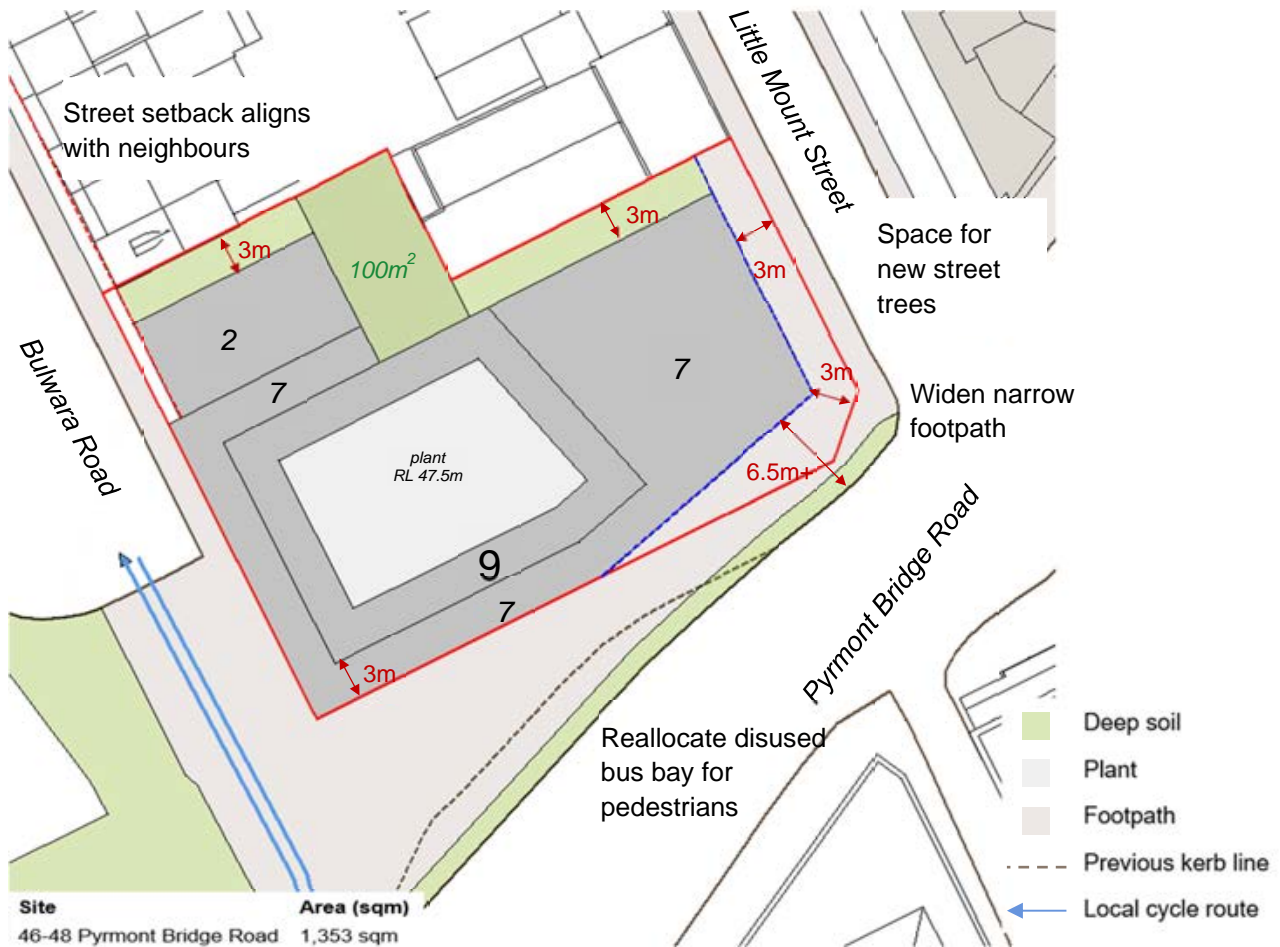 Little Mount Street
Street setback aligns
with neighbours
3m
3m
100m²
3m
Space for
new street
trees
2
7
7
3m
Widen narrow
footpath
Bulwara Road
plant
RL 47.5m
6.5m+
9
7
3m
Pyrmont Bridge Road
Reallocate disused
bus bay for
pedestrians
Deep soil
Plant
Footpath
Previous kerb line
Local cycle route
Site Area (sqm)
46-48 Pyrmont Bridge Road 1,353 sqm